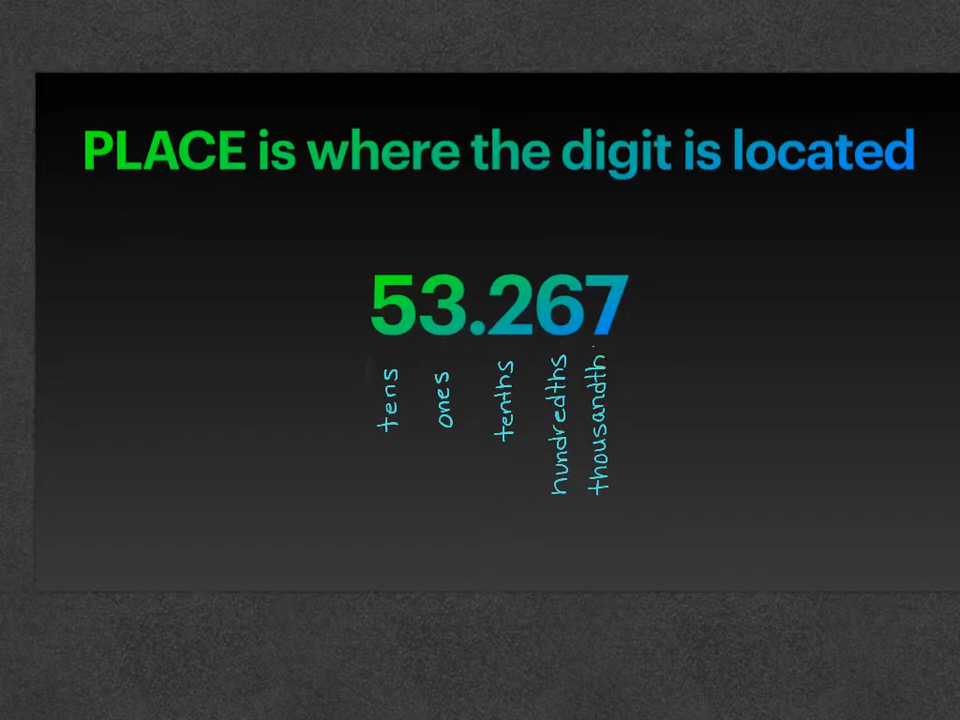 PLACE is where the digit is located
53.267
tens
ones
tenths
hundredths
thousandth